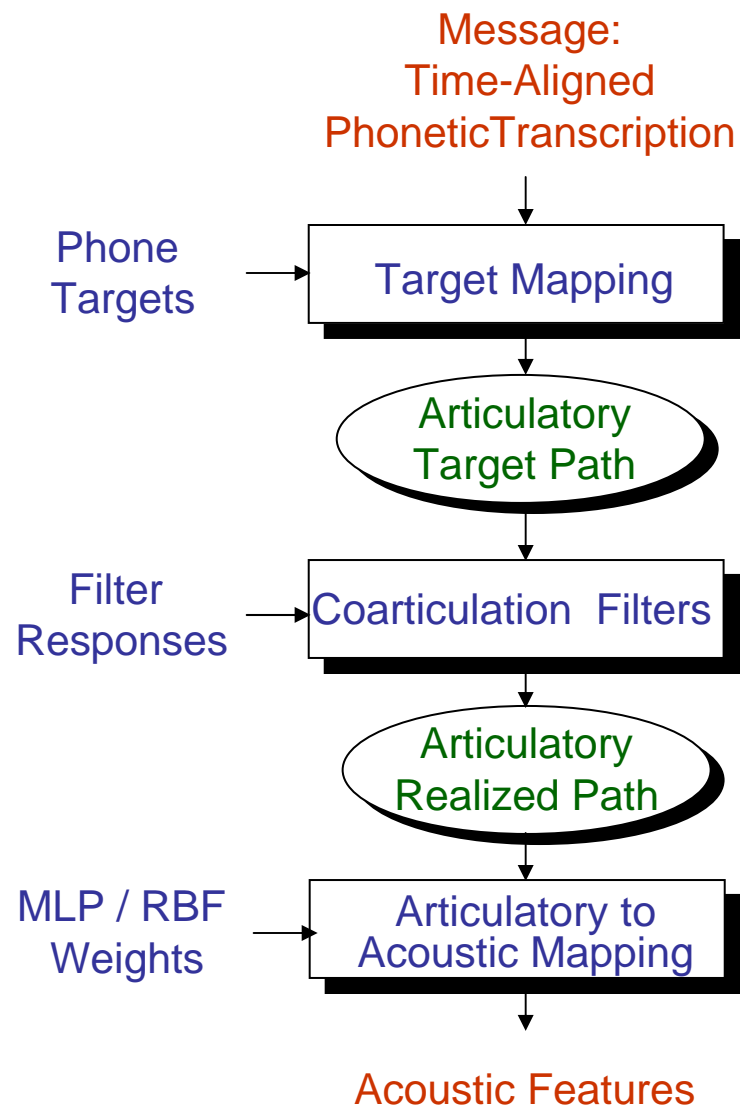 Message:
Time-Aligned
PhoneticTranscription
Phone
Targets
Target Mapping
Articulatory
Target Path
Filter
Responses
Coarticulation Filters
Articulatory
Realized Path
MLP / RBF
Weights
Articulatory to
Acoustic Mapping
Acoustic Features